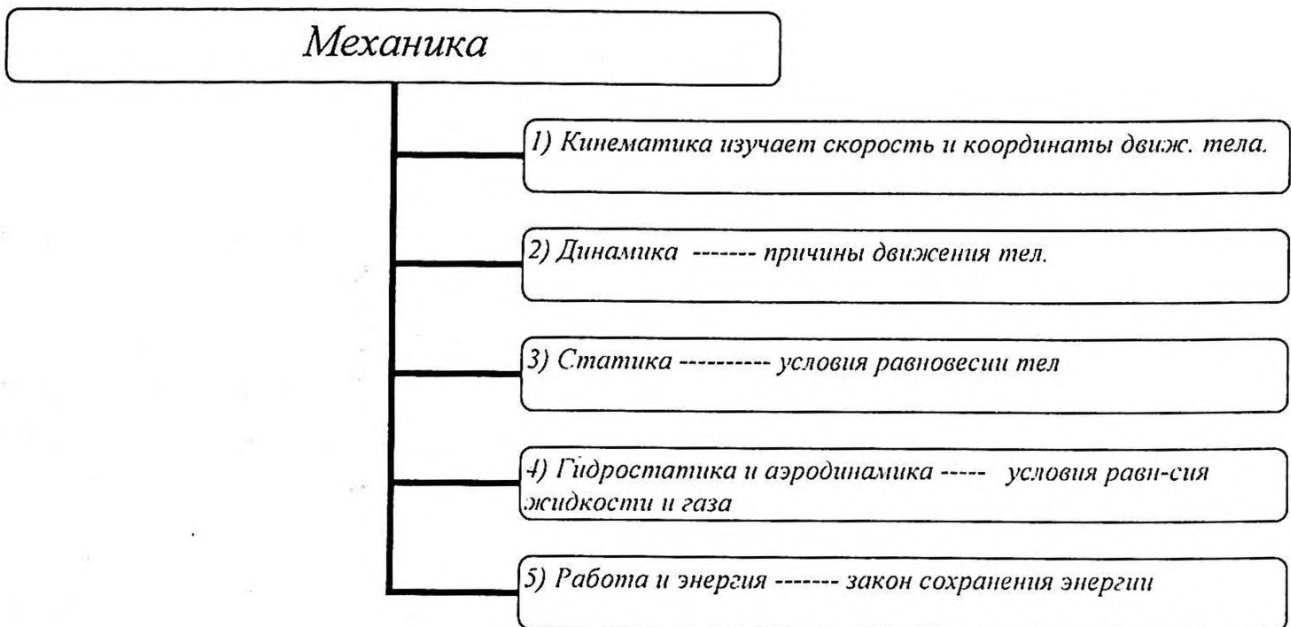 Механика
1) Кинематика изучает скорость и координаты движ. тела.
2) Динамика ------- причины движения тел.
3) Статика ---------- условия равновесии тел
4) Гидростатика и аэродинамика ----- условия равн-сия
жидкости и газа
5) Работа и энергия ------- закон сохранения энергии